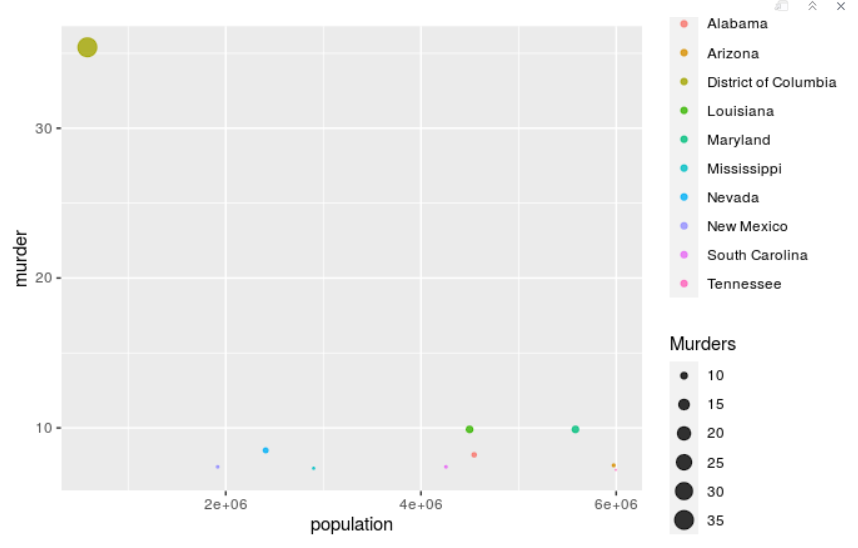 Alabama
Arizona
District of Columbia
Louisiana
Maryland
Mississippi
Nevada
New Mexico
South Carolina
Tennessee
Murders
10
15
20
25
30
35
murder
30
20
10
2e+06 4e+06 6e+06
population